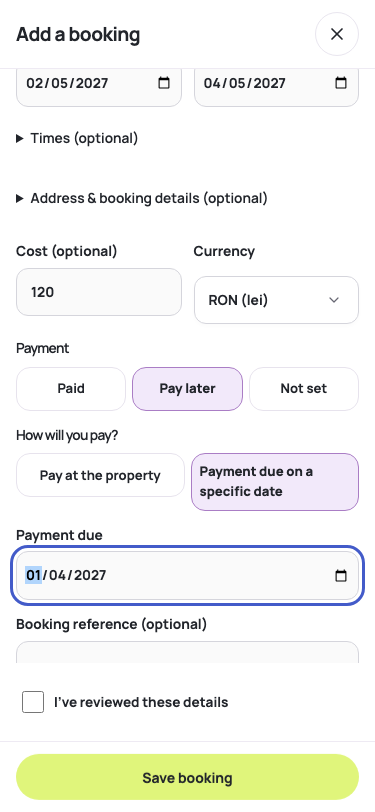 Add a booking
02/05/2027 04/05/2027
Times (optional)
Address & booking details (optional)
Cost (optional) Currency
120 RON (lei)
Payment
Paid Pay later Not set
How will you pay?
Pay at the property Payment due on a
specific date
Payment due
01/04/2027
Booking reference (optional)
I've reviewed these details
Save booking